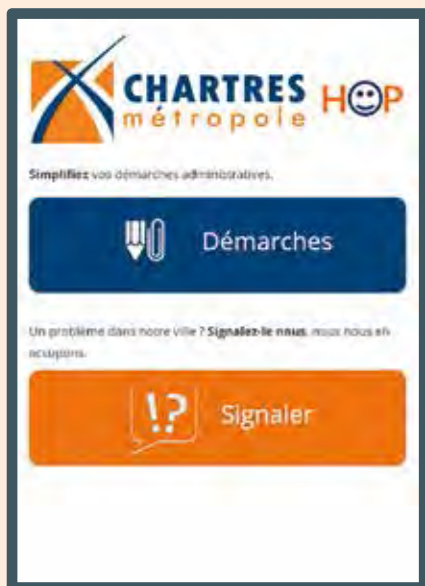 CHARTRES
métropole
HOP
Simplifiez vos démarches administratives.
Démarches
Un problème dans notre ville ? Signalez-le nous, nous nous en
occupons.
!?
Signaler